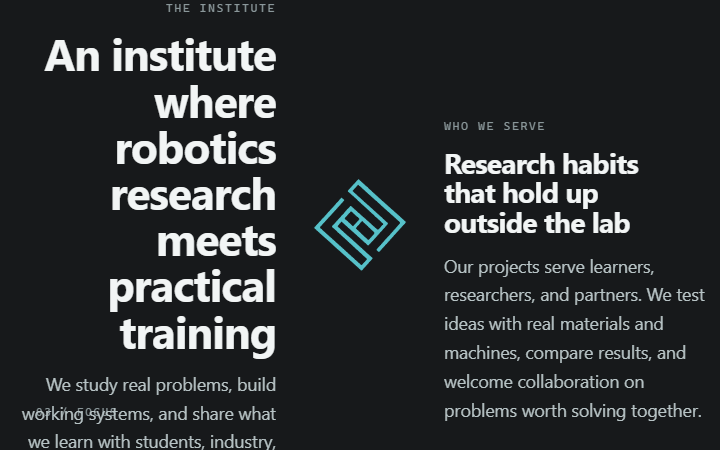 THE INSTITUTE
An institute
where
robotics
research
meets
practical
training
We study real problems, build
working systems, and share what
we learn with students, industry,
WHO WE SERVE
Research habits
that hold up
outside the lab
Our projects serve learners,
researchers, and partners. We test
ideas with real materials and
machines, compare results, and
welcome collaboration on
problems worth solving together.